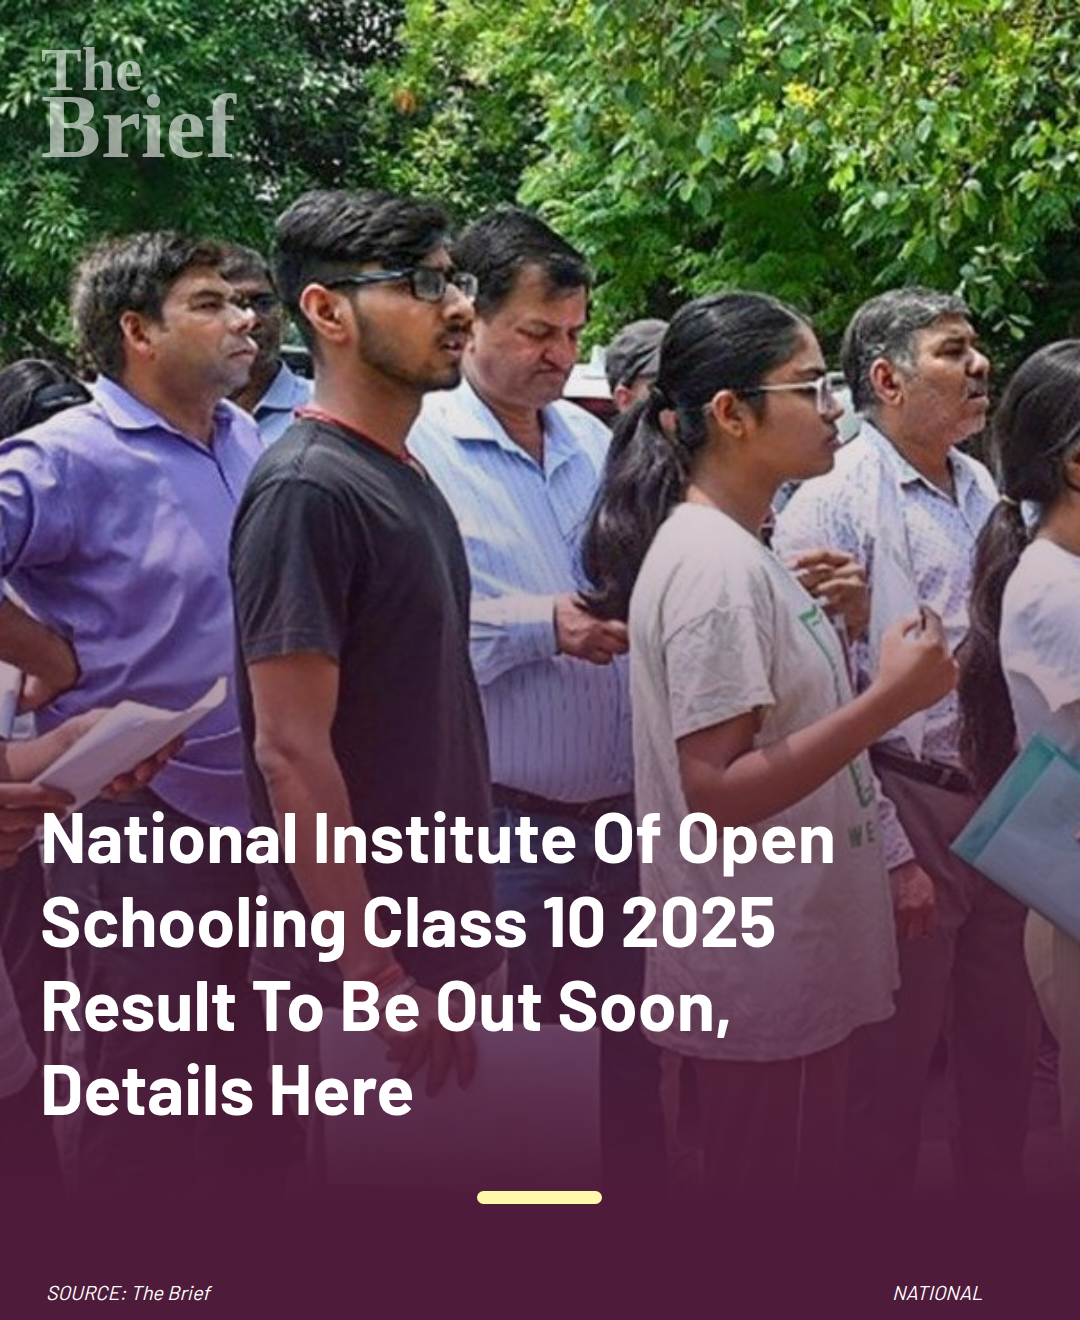 The
Brief
WE
National Institute Of Open
Schooling Class 10 2025
Result To Be Out Soon,
Details Here
SOURCE: The Brief
NATIONAL